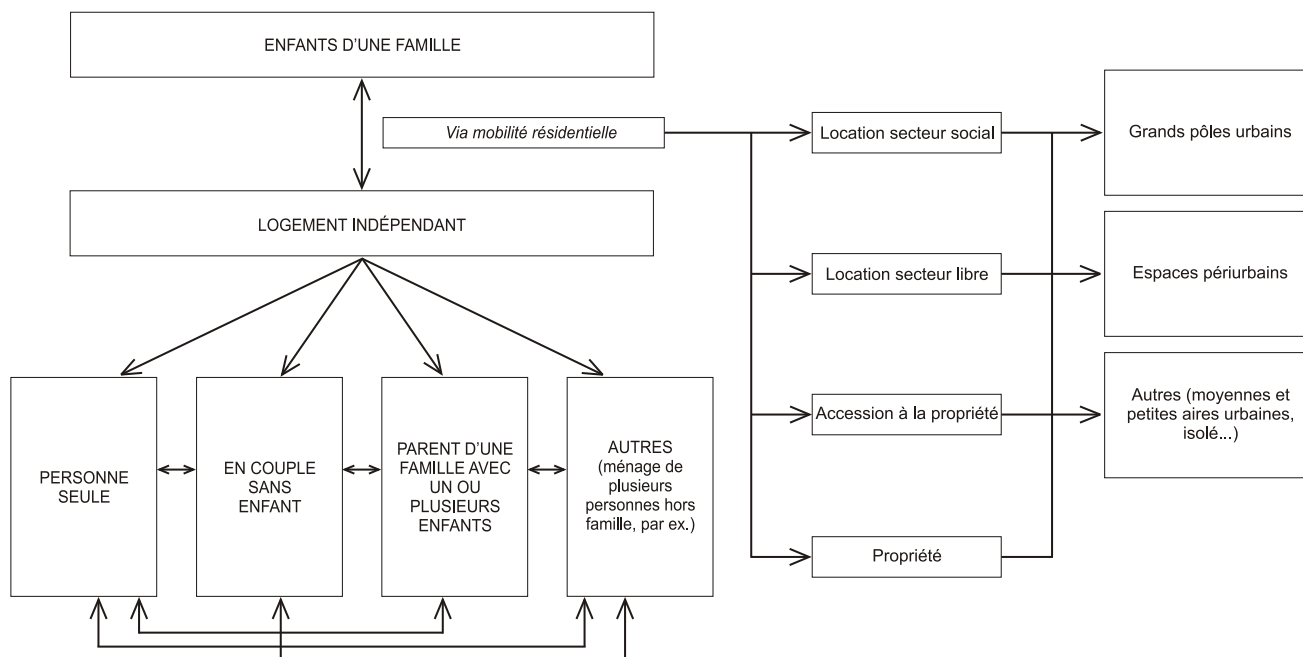 ENFANTS D'UNE FAMILLE
Via mobilité résidentielle
LOGEMENT INDÉPENDANT
PERSONNE
SEULE
EN COUPLE
SANS
ENFANT
PARENT D'UNE
FAMILLE AVEC
UN OU
PLUSIEURS
ENFANTS
AUTRES
(ménage de
plusieurs
personnes hors
famille, par ex.)
Location secteur social
Location secteur libre
Accession à la propriété
Propriété
Grands pôles urbains
Espaces périurbains
Autres (moyennes et
petites aires urbaines,
isolé...)